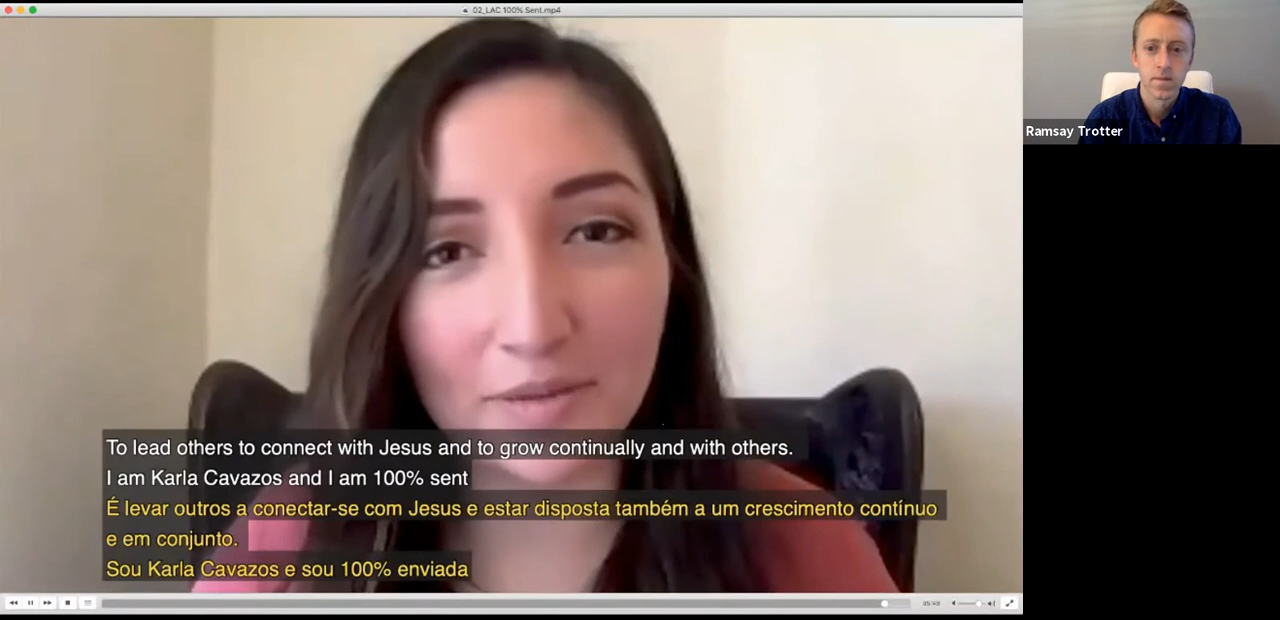 02_LAC 100% Sent.mp4
Ramsay Trotter
To lead others to connect with Jesus and to grow continually and with others.
I am Karla Cavazos and I am 100% sent
É levar outros a conectar-se com Jesus e estar disposta também a um crescimento contínuo
e em conjunto.
Sou Karla Cavazos e sou 100% enviada